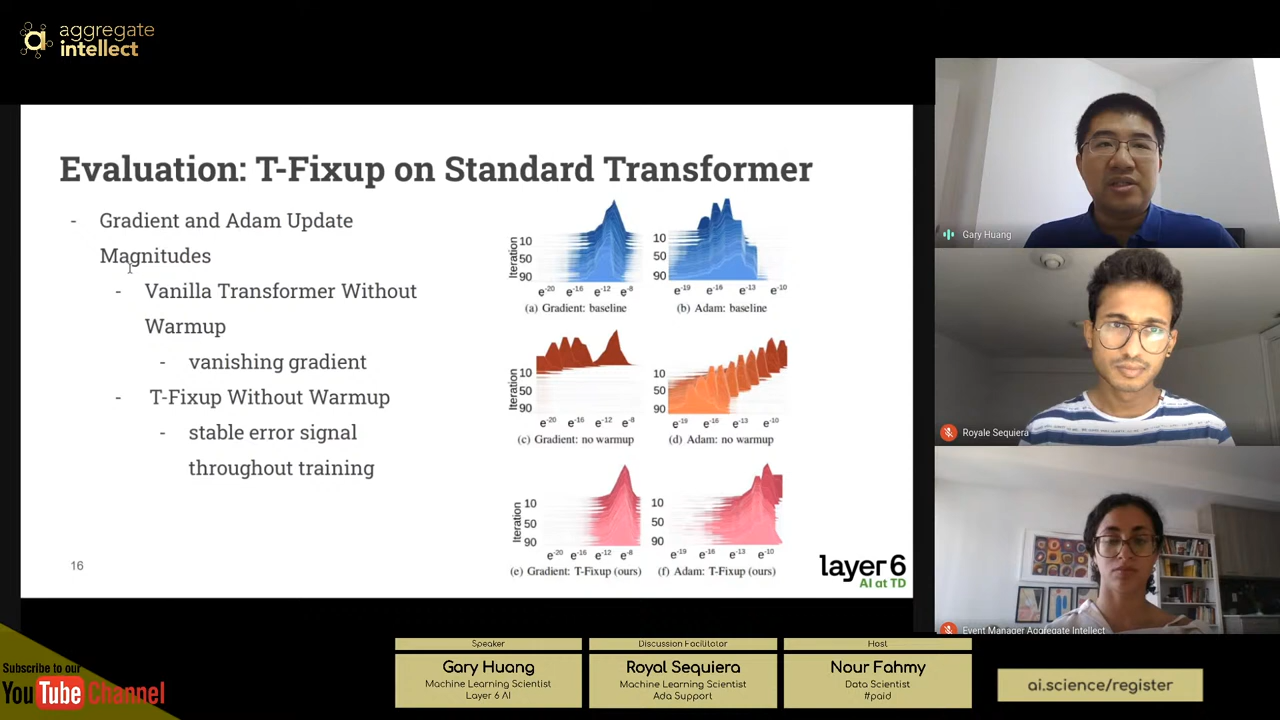 aggregate
intellect
Evaluation: T-Fixup on Standard Transformer
- Gradient and Adam Update
Magnitudes
- Vanilla Transformer Without
Warmup
- vanishing gradient
- T-Fixup Without Warmup
- stable error signal
throughout training
16
Iteration
10
50
90
e-20 e-16 e-12 e-8
(a) Gradient: baseline
10
50
90
e-19 e-16 e-13 e-10
(b) Adam: baseline
Iteration
10
50
90
e-20 e-16 e-12 e-8
(c) Gradient: no warmup
10
50
90
e-19 e-16 e-13 e-10
(d) Adam: no warmup
Iteration
10
50
90
e-20 e-16 e-12 e-8
(e) Gradient: T-Fixup (ours)
10
50
90
e-19 e-16 e-13 e-10
(f) Adam: T-Fixup (ours)
layer 6
AI at TD
Gary Huang
Royale Sequiera
Event Manager Aggregate Intellect
Subscribe to our
YouTube Channel
Speaker
Gary Huang
Machine Learning Scientist
Layer 6 AI
Discussion Facilitator
Royal Sequiera
Machine Learning Scientist
Ada Support
Host
Nour Fahmy
Data Scientist
#paid
ai.science/register